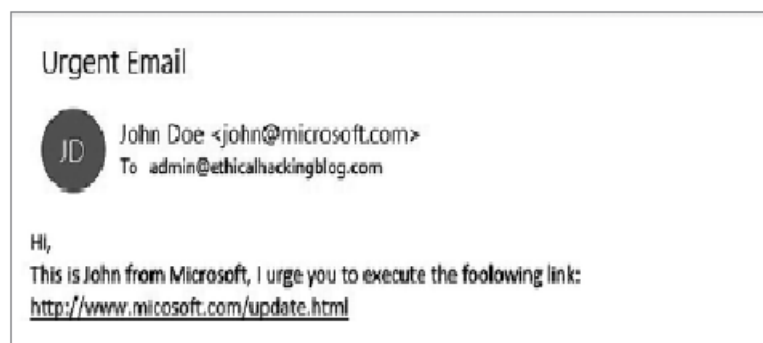 Urgent Email
JD
John Doe <john@microsoft.com>
To admin@ethicalhackingblog.com
Hi,
This is John from Microsoft, I urge you to execute the foolowing link:
http://www.micosoft.com/update.html